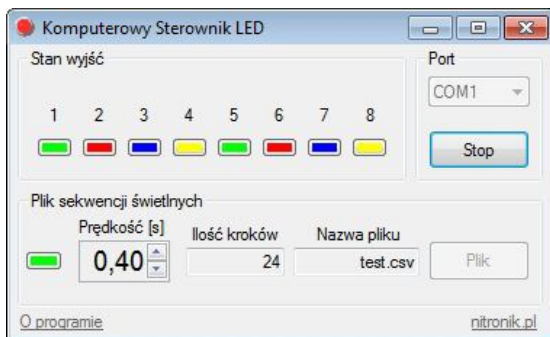 Komputerowy Sterownik LED
Stan wyjść
Port
1 2 3 4 5 6 7 8
COM1
Stop
Plik sekwencji świetlnych
Prędkość [s]
Ilość kroków
Nazwa pliku
0,40
24
test.csv
Plik
O programie
nitronik.pl